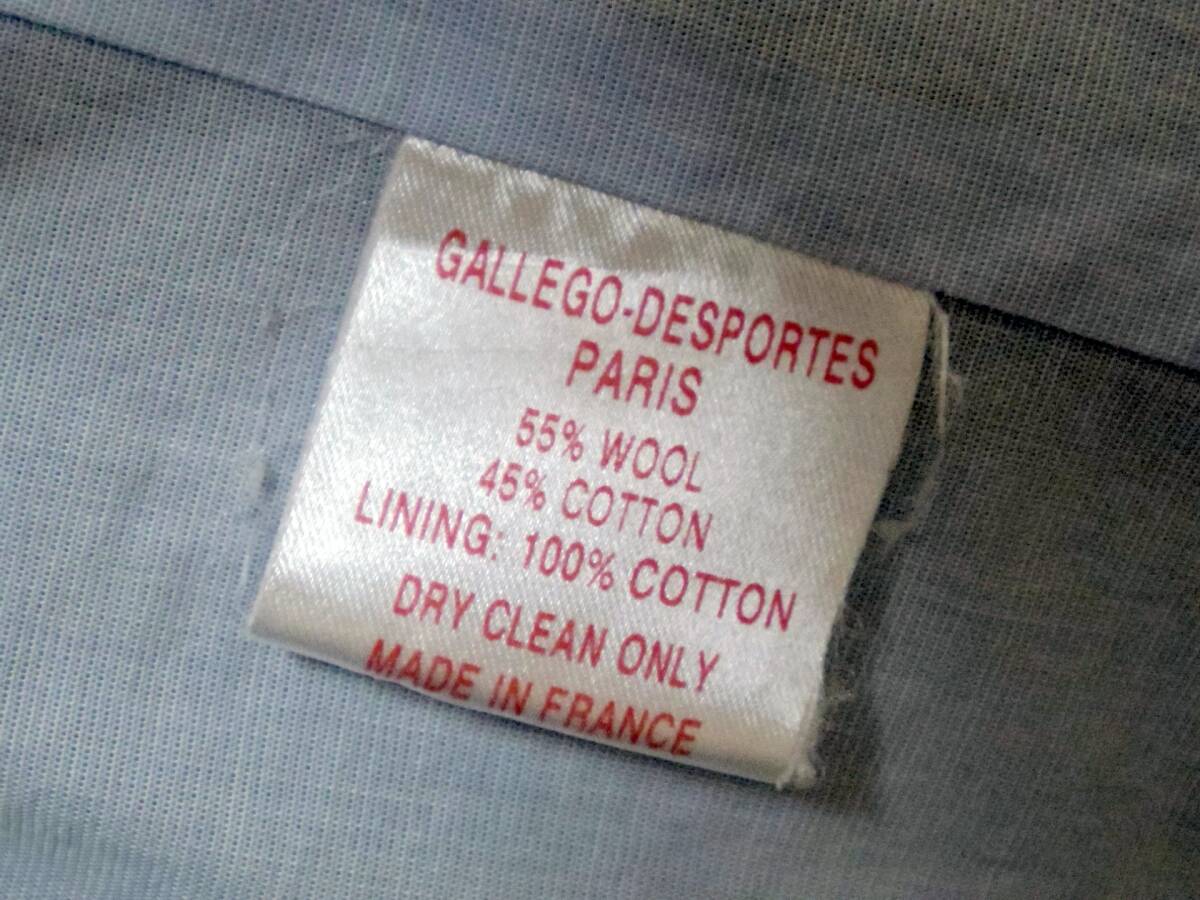 GALLEGO-DESPORTES
PARIS
55% WOOL
45% COTTON
LINING: 100% COTTON
DRY CLEAN ONLY
MADE IN FRANCE